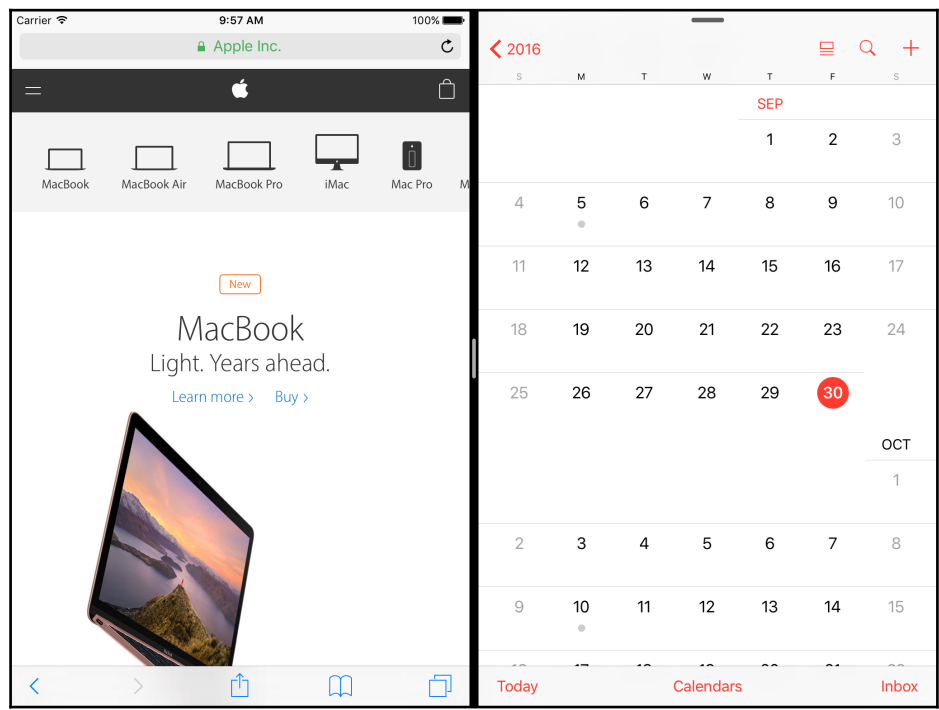 Carrier 9:57 AM 100%
Apple Inc.
MacBook MacBook Air MacBook Pro iMac Mac Pro M
New
MacBook
Light. Years ahead.
Learn more > Buy >
2016
S M T W T F S
SEP
1 2 3
4 5 6 7 8 9 10
11 12 13 14 15 16 17
18 19 20 21 22 23 24
25 26 27 28 29 30
OCT
1
2 3 4 5 6 7 8
9 10 11 12 13 14 15
Today Calendars Inbox